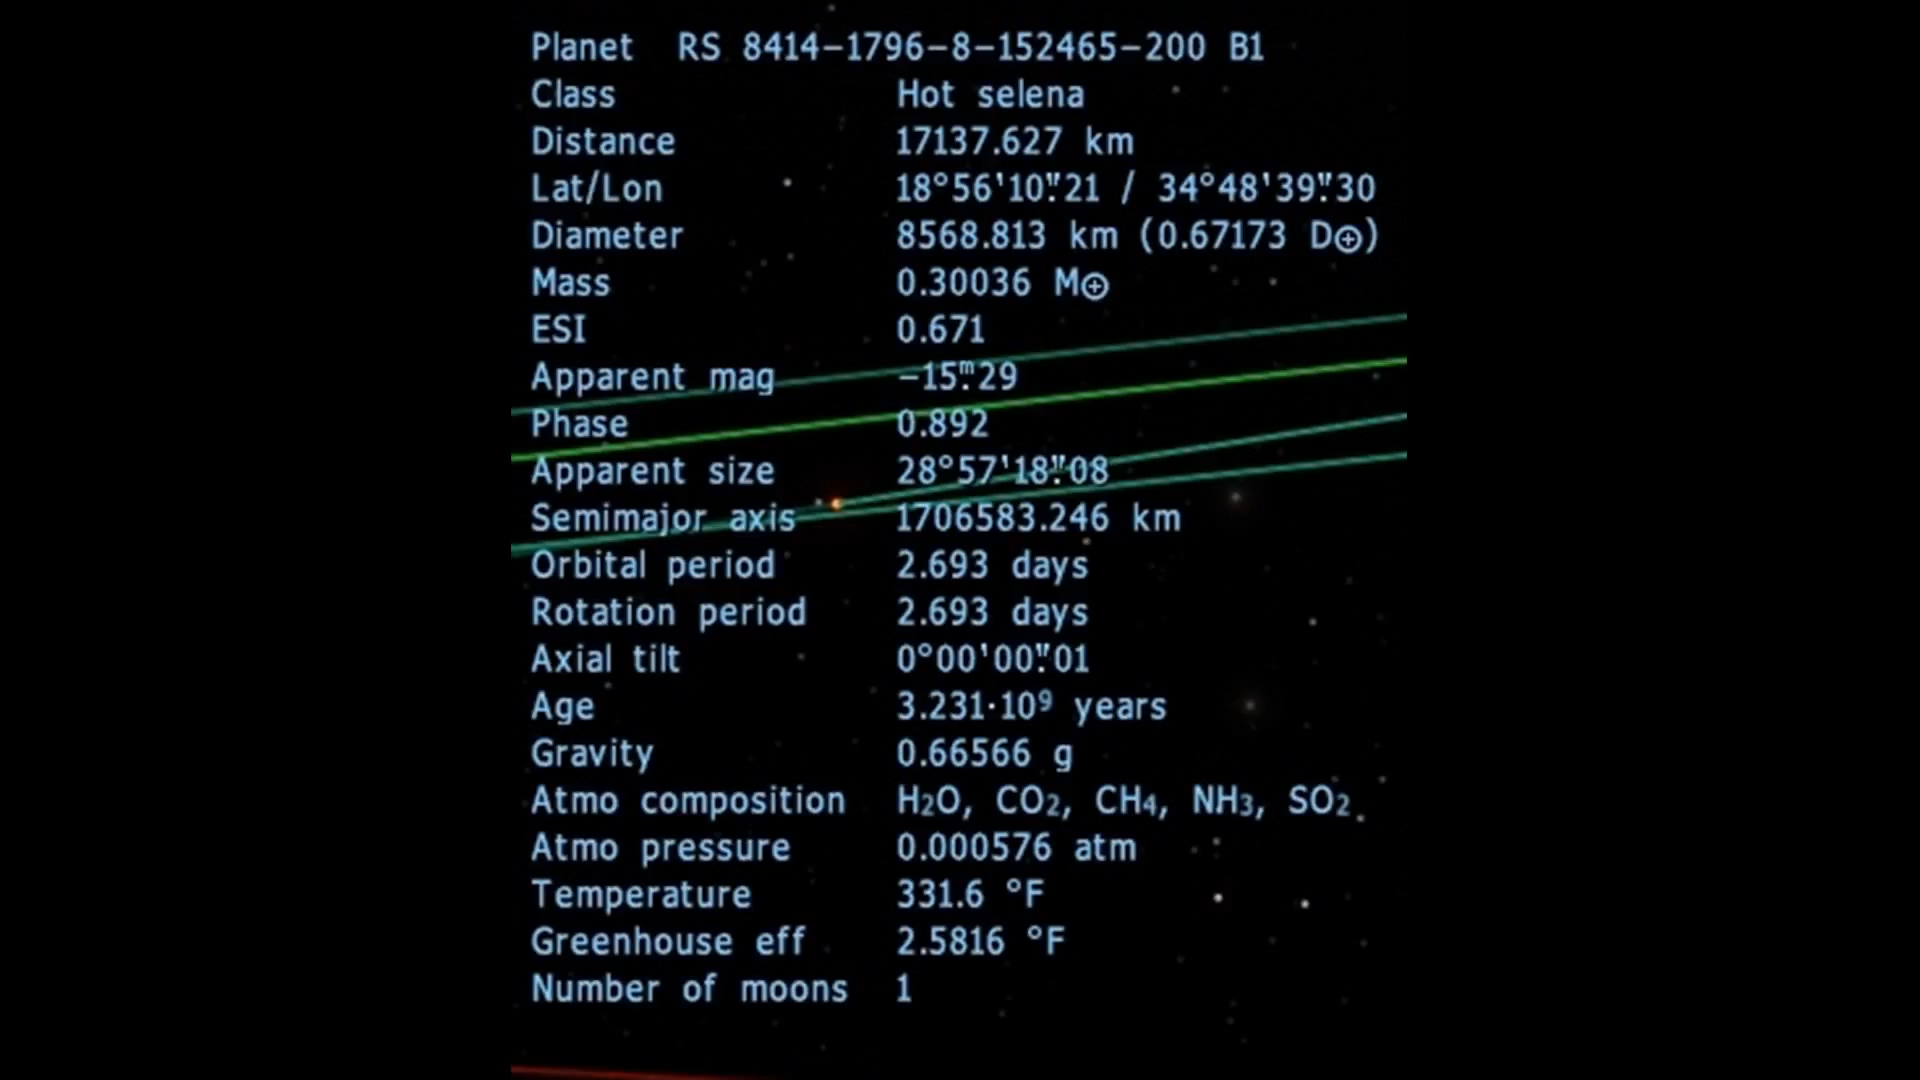 Planet RS 8414-1796-8-152465-200 B1
Class Hot selena
Distance 17137.627 km
Lat/Lon 18°56'10".21 / 34°48'39".30
Diameter 8568.813 km (0.67173 D⊕)
Mass 0.30036 M⊕
ESI 0.671
Apparent mag −15ᵐ.29
Phase 0.892
Apparent size 28°57'18".08
Semimajor axis 1706583.246 km
Orbital period 2.693 days
Rotation period 2.693 days
Axial tilt 0°00'00".01
Age 3.231·10⁹ years
Gravity 0.66566 g
Atmo composition H₂O, CO₂, CH₄, NH₃, SO₂
Atmo pressure 0.000576 atm
Temperature 331.6 °F
Greenhouse eff 2.5816 °F
Number of moons 1